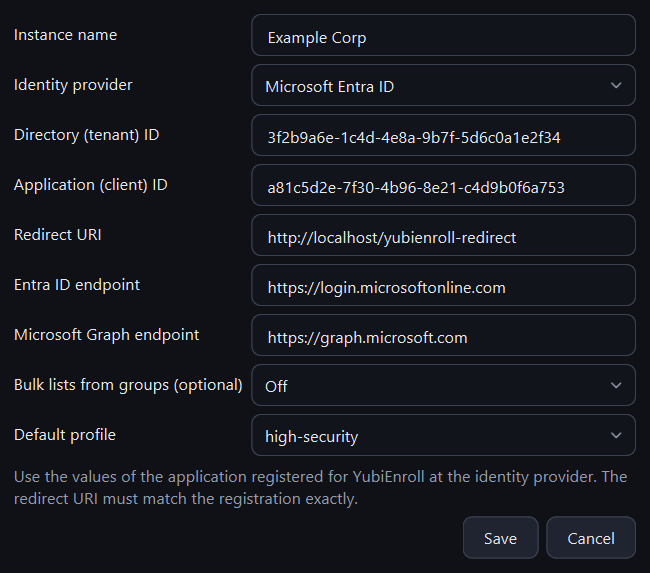 Instance name
Example Corp
Identity provider
Microsoft Entra ID
Directory (tenant) ID
3f2b9a6e-1c4d-4e8a-9b7f-5d6c0a1e2f34
Application (client) ID
a81c5d2e-7f30-4b96-8e21-c4d9b0f6a753
Redirect URI
http://localhost/yubienroll-redirect
Entra ID endpoint
https://login.microsoftonline.com
Microsoft Graph endpoint
https://graph.microsoft.com
Bulk lists from groups (optional)
Off
Default profile
high-security
Use the values of the application registered for YubiEnroll at the identity provider. The
redirect URI must match the registration exactly.
Save
Cancel